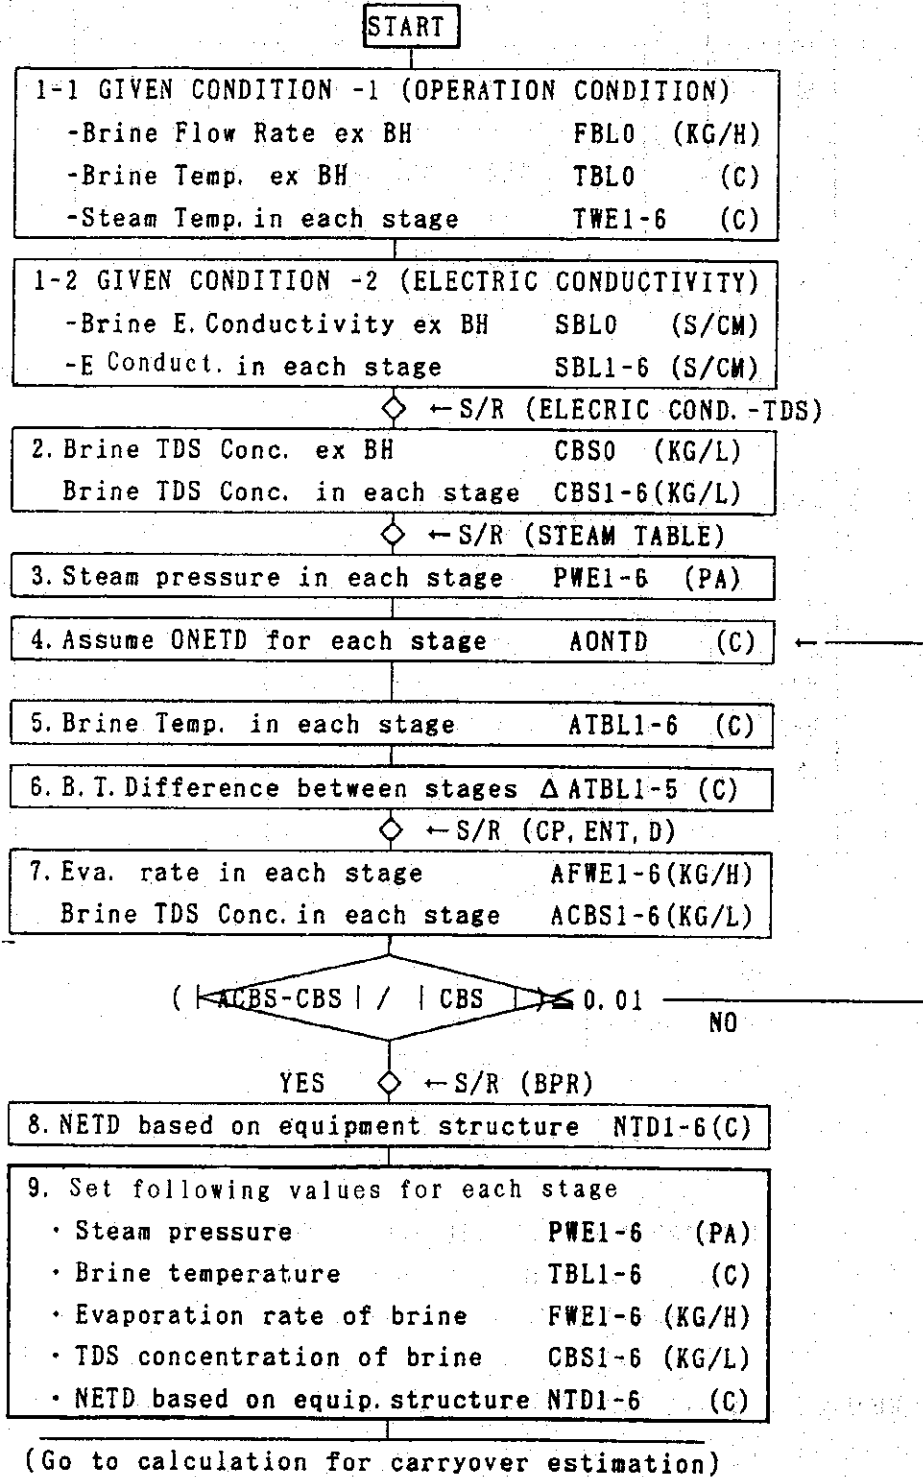 START
1-1 GIVEN CONDITION -1 (OPERATION CONDITION)
-Brine Flow Rate ex BH FBL0 (KG/H)
-Brine Temp. ex BH TBL0 (C)
-Steam Temp. in each stage TWE1-6 (C)
1-2 GIVEN CONDITION -2 (ELECTRIC CONDUCTIVITY)
-Brine E. Conductivity ex BH SBL0 (S/CM)
-E Conduct. in each stage SBL1-6 (S/CM)
←S/R (ELECRIC COND. -TDS)
2. Brine TDS Conc. ex BH CBS0 (KG/L)
Brine TDS Conc. in each stage CBS1-6(KG/L)
←S/R (STEAM TABLE)
3. Steam pressure in each stage PWE1-6 (PA)
4. Assume ONETD for each stage AONTD (C) ←
5. Brine Temp. in each stage ATBL1-6 (C)
6. B. T. Difference between stages Δ ATBL1-5 (C)
←S/R (CP, ENT, D)
7. Eva. rate in each stage AFWE1-6(KG/H)
Brine TDS Conc. in each stage ACBS1-6(KG/L)
( | ACBS-CBS | / | CBS | ) ≦ 0.01
NO
YES ←S/R (BPR)
8. NETD based on equipment structure NTD1-6(C)
9. Set following values for each stage
・Steam pressure PWE1-6 (PA)
・Brine temperature TBL1-6 (C)
・Evaporation rate of brine FWE1-6 (KG/H)
・TDS concentration of brine CBS1-6 (KG/L)
・NETD based on equip. structure NTD1-6 (C)
(Go to calculation for carryover estimation)